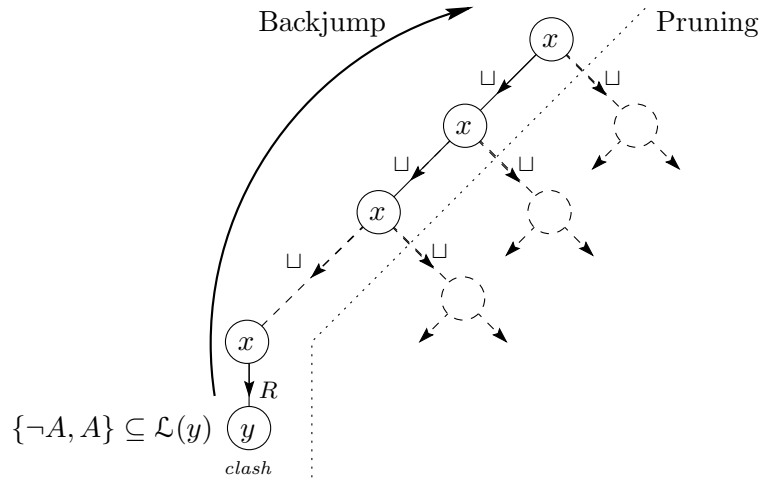 Backjump
Pruning
x
⊔ ⊔
x
⊔ ⊔
x
⊔ ⊔
x
R
{¬A, A} ⊆ ℒ(y) y
clash